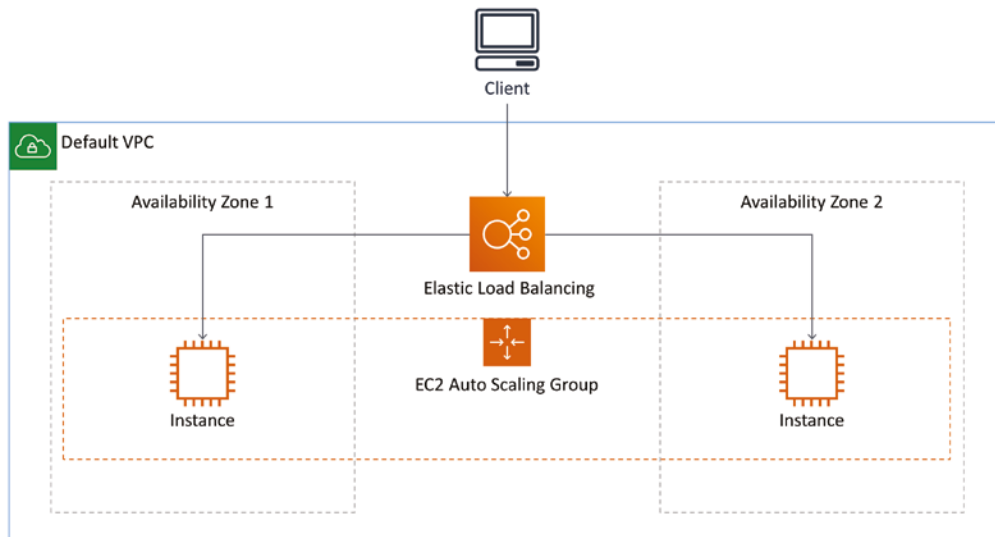 Client
Default VPC
Availability Zone 1
Availability Zone 2
Elastic Load Balancing
EC2 Auto Scaling Group
Instance
Instance